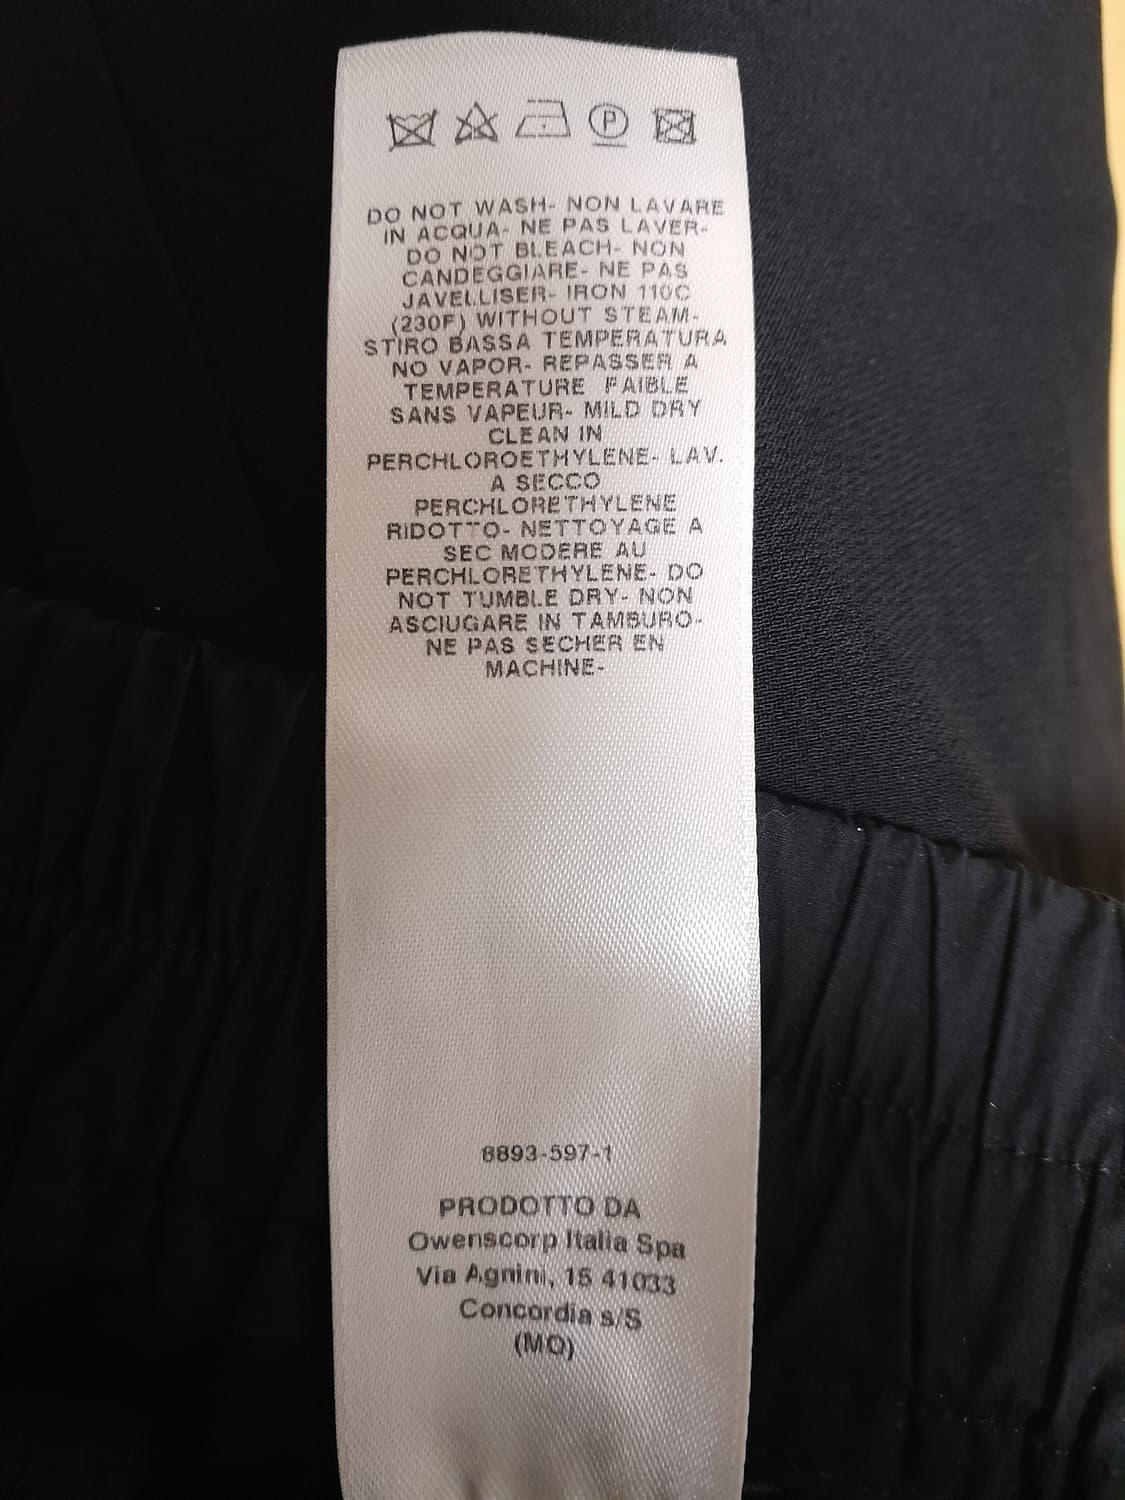 P
DO NOT WASH- NON LAVARE
IN ACQUA- NE PAS LAVER-
DO NOT BLEACH- NON
CANDEGGIARE- NE PAS
JAVELLISER- IRON 110C
(230F) WITHOUT STEAM-
STIRO BASSA TEMPERATURA
NO VAPOR- REPASSER A
TEMPERATURE FAIBLE
SANS VAPEUR- MILD DRY
CLEAN IN
PERCHLOROETHYLENE- LAV.
A SECCO
PERCHLORETHYLENE
RIDOTTO- NETTOYAGE A
SEC MODERE AU
PERCHLORETHYLENE- DO
NOT TUMBLE DRY- NON
ASCIUGARE IN TAMBURO-
NE PAS SECHER EN
MACHINE-
8893-597-1
PRODOTTO DA
Owenscorp Italia Spa
Via Agnini, 15 41033
Concordia s/S
(MO)